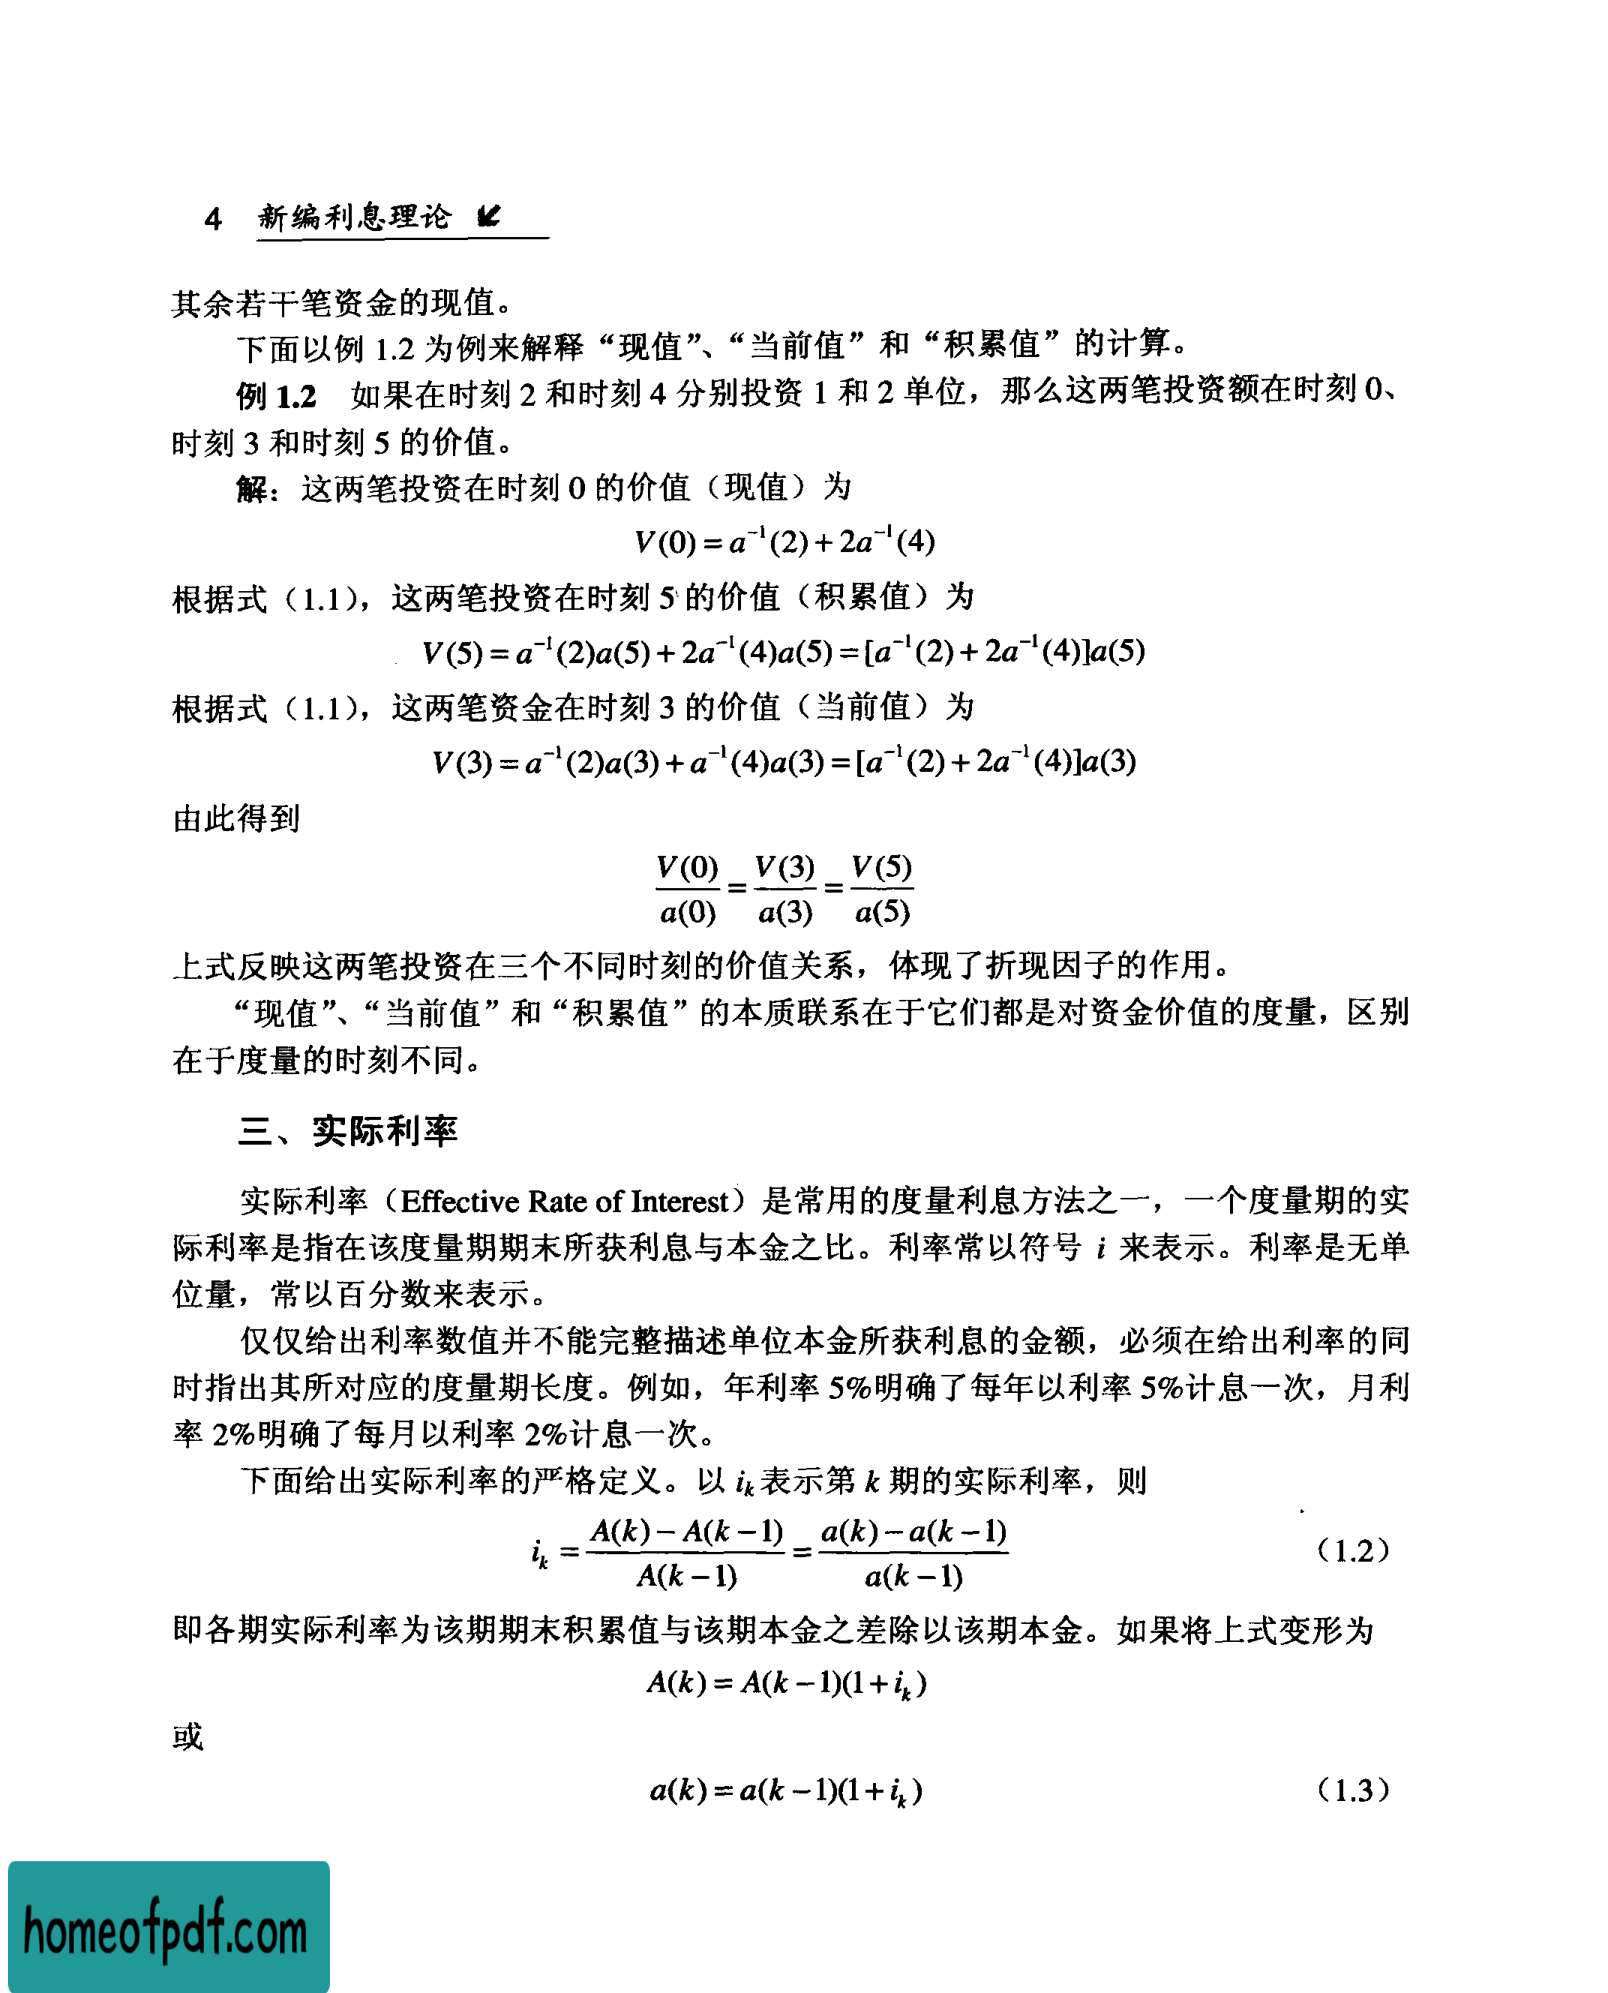 4 新编利息理论
其余若干笔资金的现值。
下面以例 1.2 为例来解释“现值”、“当前值”和“积累值”的计算。
例 1.2 如果在时刻 2 和时刻 4 分别投资 1 和 2 单位，那么这两笔投资额在时刻 0、
时刻 3 和时刻 5 的价值。
解：这两笔投资在时刻 0 的价值（现值）为
V(0) = a⁻¹(2) + 2a⁻¹(4)
根据式（1.1），这两笔投资在时刻 5 的价值（积累值）为
V(5) = a⁻¹(2)a(5) + 2a⁻¹(4)a(5) = [a⁻¹(2) + 2a⁻¹(4)]a(5)
根据式（1.1），这两笔资金在时刻 3 的价值（当前值）为
V(3) = a⁻¹(2)a(3) + a⁻¹(4)a(3) = [a⁻¹(2) + 2a⁻¹(4)]a(3)
由此得到
V(0)/a(0) = V(3)/a(3) = V(5)/a(5)
上式反映这两笔投资在三个不同时刻的价值关系，体现了折现因子的作用。
“现值”、“当前值”和“积累值”的本质联系在于它们都是对资金价值的度量，区别
在于度量的时刻不同。
三、实际利率
实际利率（Effective Rate of Interest）是常用的度量利息方法之一，一个度量期的实
际利率是指在该度量期期末所获利息与本金之比。利率常以符号 i 来表示。利率是无单
位量，常以百分数来表示。
仅仅给出利率数值并不能完整描述单位本金所获利息的金额，必须在给出利率的同
时指出其所对应的度量期长度。例如，年利率 5%明确了每年以利率 5%计息一次，月利
率 2%明确了每月以利率 2%计息一次。
下面给出实际利率的严格定义。以 iₖ 表示第 k 期的实际利率，则
iₖ = (A(k) − A(k − 1))/A(k − 1) = (a(k) − a(k − 1))/a(k − 1) （1.2）
即各期实际利率为该期期末积累值与该期本金之差除以该期本金。如果将上式变形为
A(k) = A(k − 1)(1 + iₖ)
或
a(k) = a(k − 1)(1 + iₖ) （1.3）
homeofpdf.com